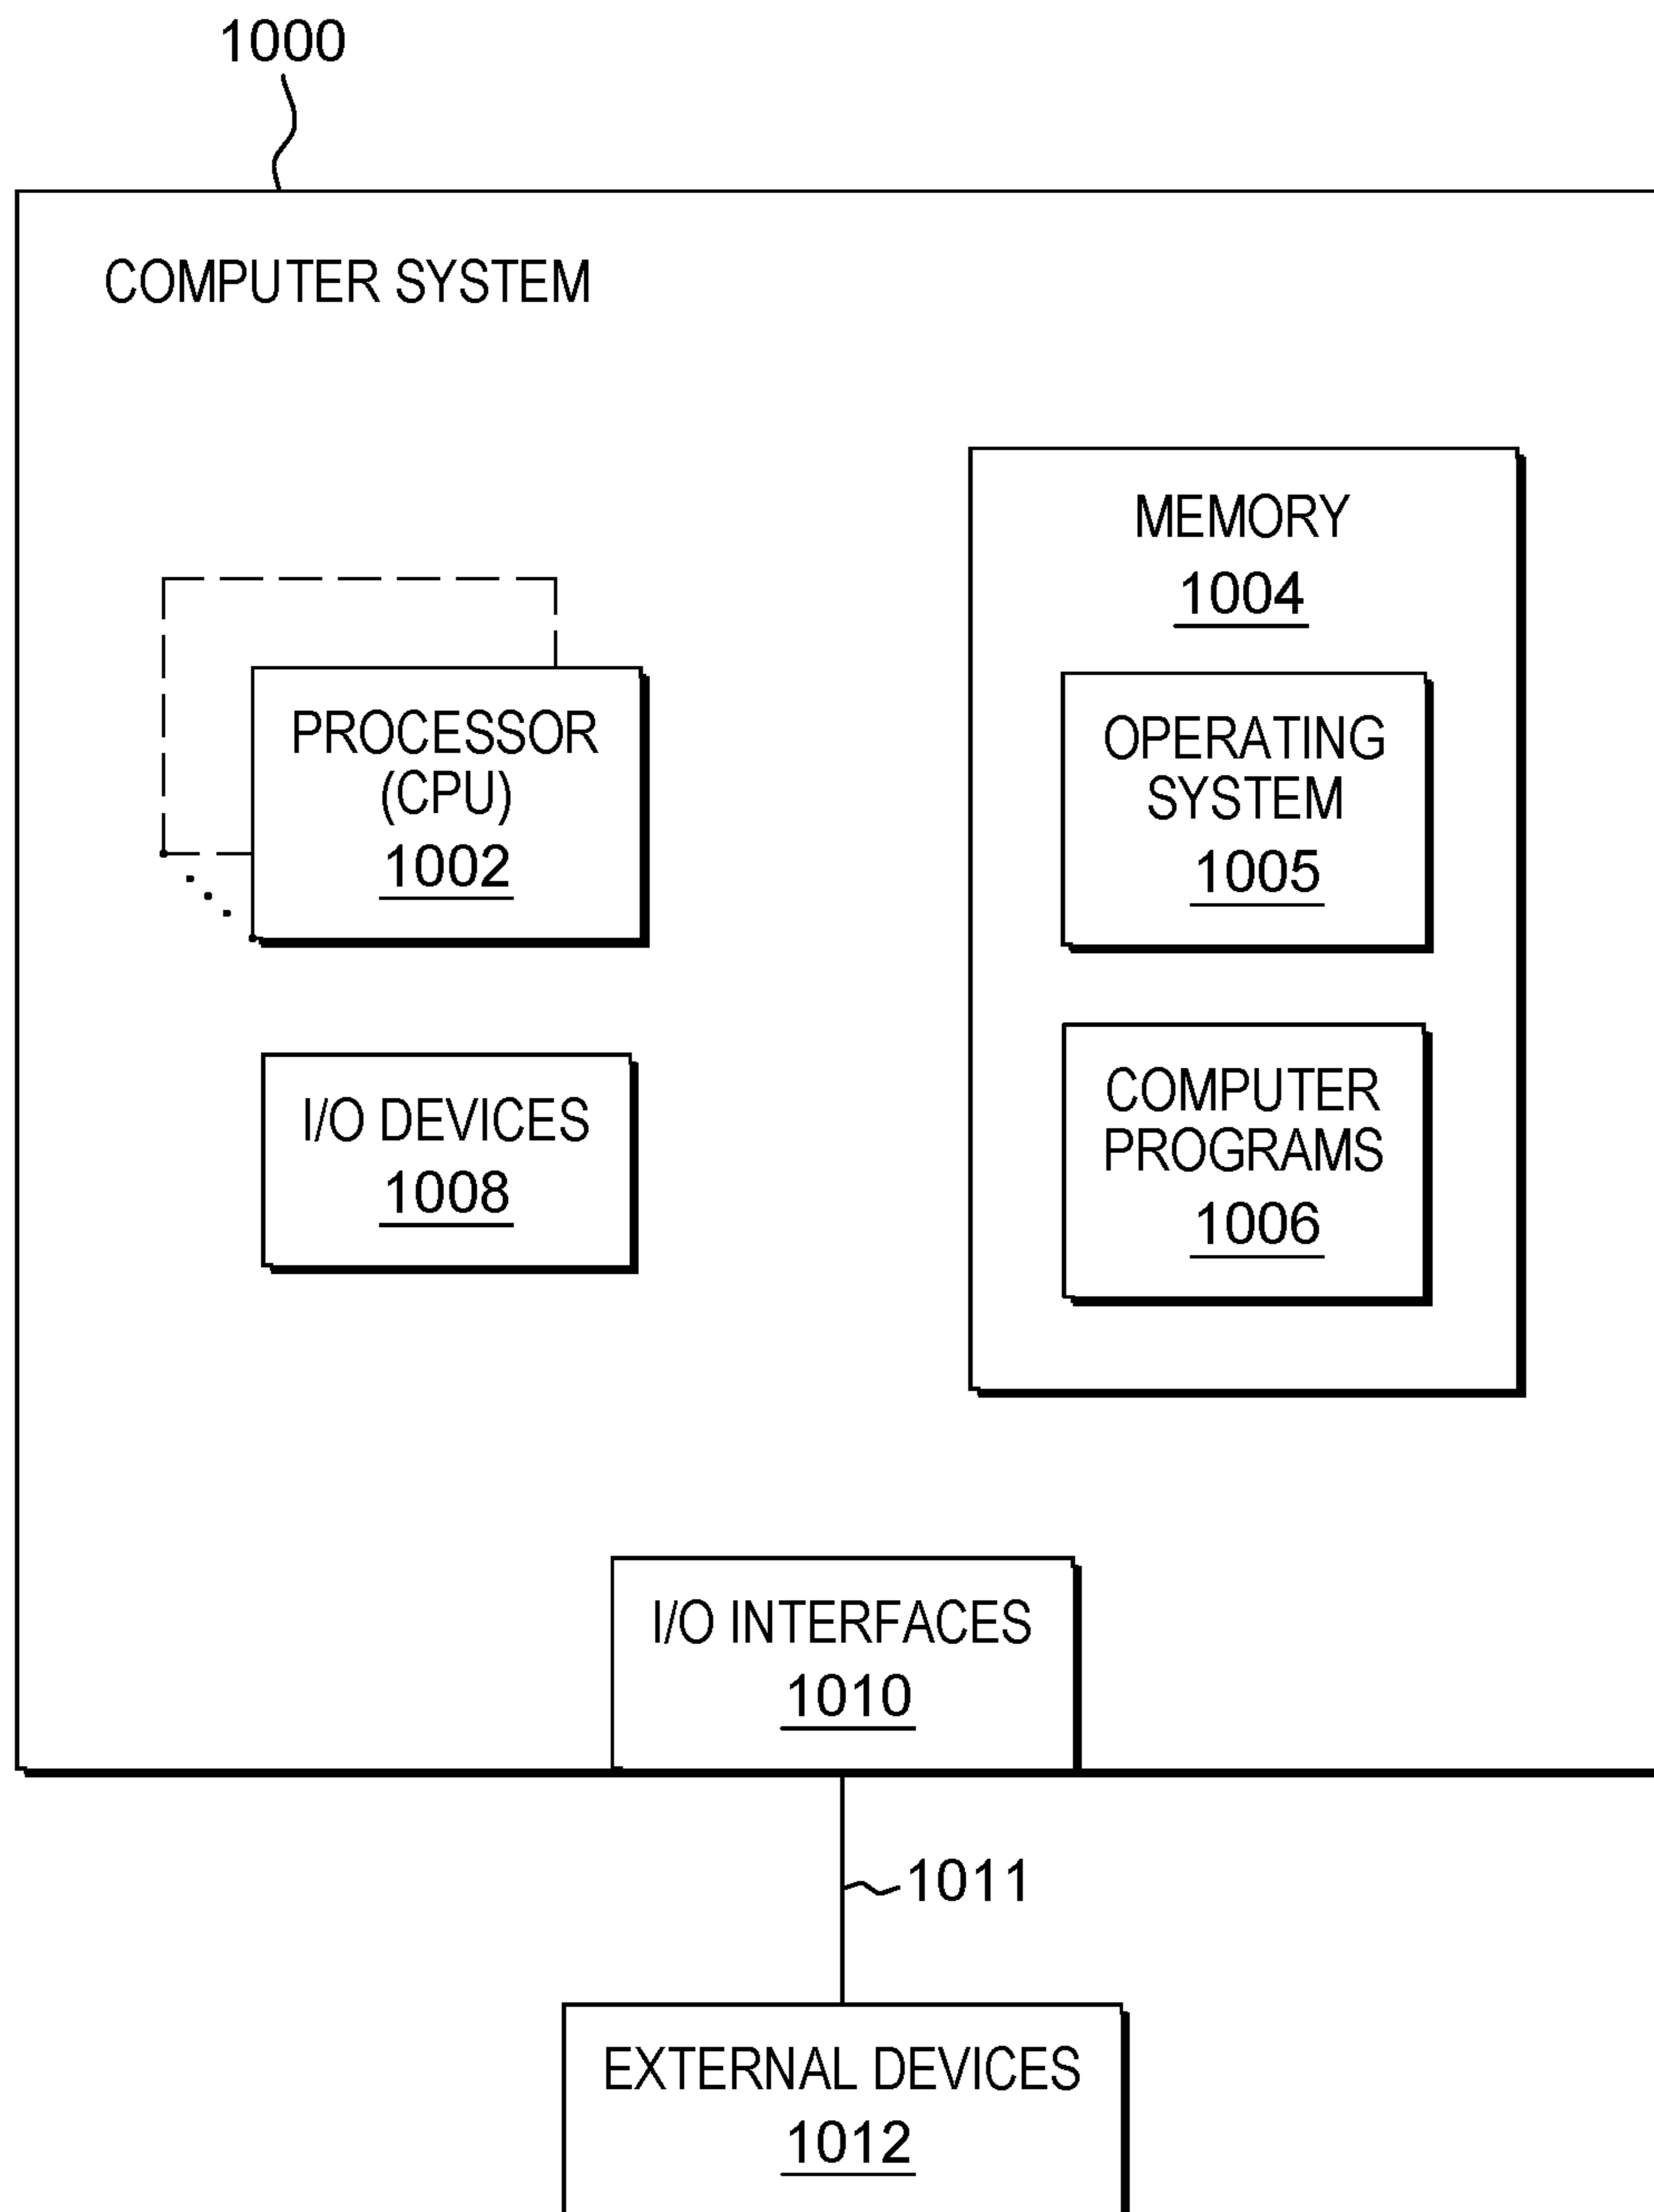 1000
COMPUTER SYSTEM
PROCESSOR
(CPU)
1002
I/O DEVICES
1008
MEMORY
1004
OPERATING
SYSTEM
1005
COMPUTER
PROGRAMS
1006
I/O INTERFACES
1010
1011
EXTERNAL DEVICES
1012